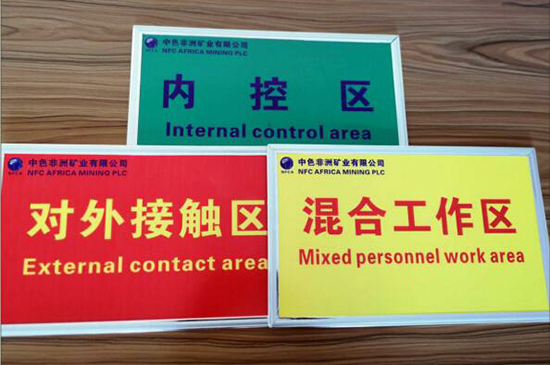 中色非洲矿业有限公司
NFC AFRICA MINING PLC
内控区
Internal control area
中色非洲矿业有限公司
NFC AFRICA MINING PLC
对外接触区
External contact area
中色非洲矿业有限公司
NFC AFRICA MINING PLC
混合工作区
Mixed personnel work area